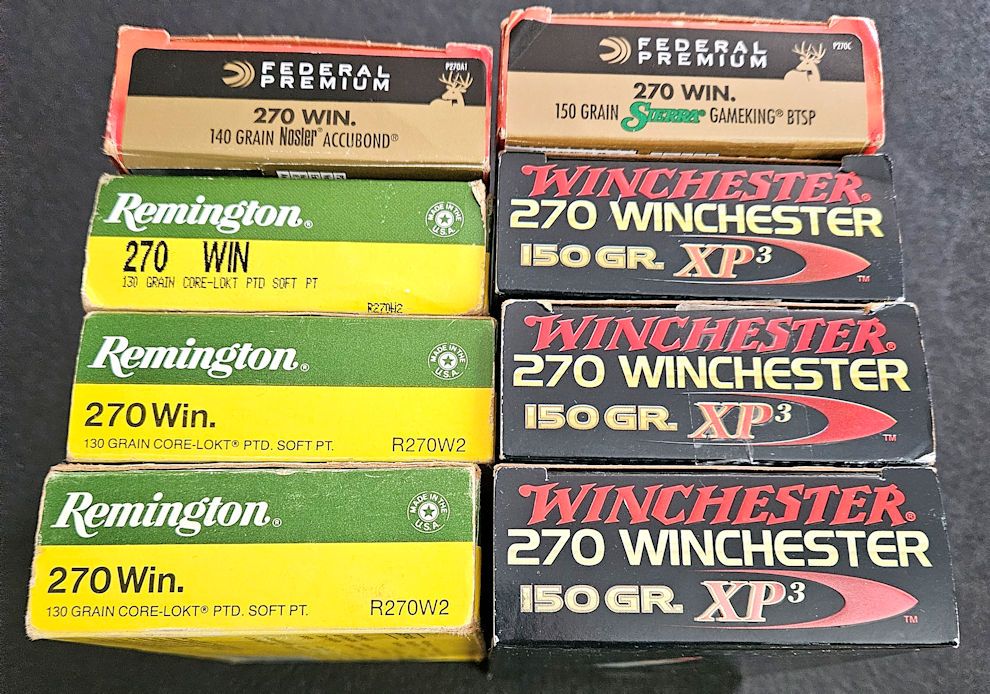 FEDERAL
PREMIUM
P270A1
270 WIN.
140 GRAIN Nosler® ACCUBOND®
FEDERAL
PREMIUM
P270C
270 WIN.
150 GRAIN SIERRA® GAMEKING® BTSP
Remington®
MADE IN THE U.S.A.
270 WIN
130 GRAIN CORE-LOKT PTD SOFT PT
R270W2
WINCHESTER®
270 WINCHESTER
150 GR. XP³
TM
Remington®
MADE IN THE U.S.A.
270 Win.
130 GRAIN CORE-LOKT® PTD. SOFT PT.
R270W2
WINCHESTER®
270 WINCHESTER
150 GR. XP³
TM
Remington®
MADE IN THE U.S.A.
270 Win.
130 GRAIN CORE-LOKT® PTD. SOFT PT.
R270W2
WINCHESTER®
270 WINCHESTER
150 GR. XP³
TM